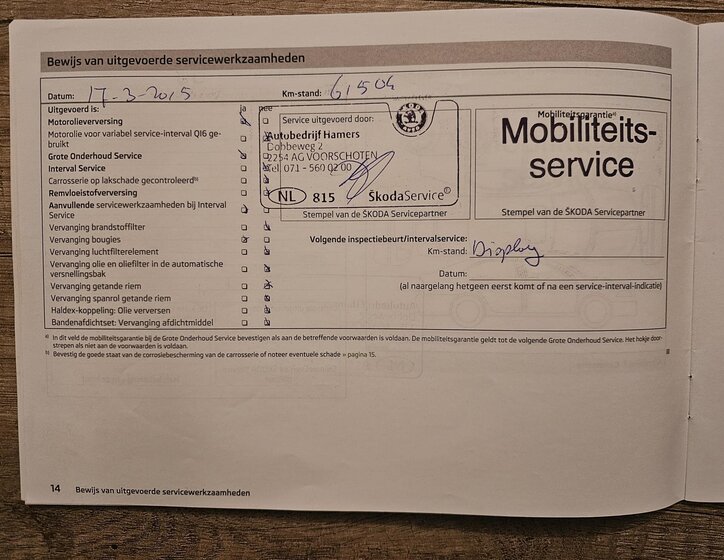 Bewijs van uitgevoerde servicewerkzaamheden
Datum: 17-3-2015 Km-stand: 61504
Uitgevoerd is: ja nee
Motorolieverversing
Motorolie voor variabel service-interval QI6 ge-
bruikt
Grote Onderhoud Service
Interval Service
Carrosserie op lakschade gecontroleerd b)
Remvloeistofverversing
Aanvullende servicewerkzaamheden bij Interval
Service
Vervanging brandstoffilter
Vervanging bougies
Vervanging luchtfilterelement
Vervanging olie en oliefilter in de automatische
versnellingsbak
Vervanging getande riem
Vervanging spanrol getande riem
Haldex-koppeling: Olie verversen
Bandenafdichtset: Vervanging afdichtmiddel
Service uitgevoerd door:
Autobedrijf Hamers
Dobbeweg 2
2254 AG VOORSCHOTEN
Tel. 071 - 560 02 00
NL 815 ŠkodaService®
Stempel van de ŠKODA Servicepartner
Mobiliteitsgarantie a)
Mobiliteits-
service
Stempel van de ŠKODA Servicepartner
Volgende inspectiebeurt/intervalservice:
Km-stand: Display
Datum:
(al naargelang hetgeen eerst komt of na een service-interval-indicatie)
a) In dit veld de mobiliteitsgarantie bij de Grote Onderhoud Service bevestigen als aan de betreffende voorwaarden is voldaan. De mobiliteitsgarantie geldt tot de volgende Grote Onderhoud Service. Het hokje door-
strepen als niet aan de voorwaarden is voldaan.
b) Bevestig de goede staat van de corrosiebescherming van de carrosserie of noteer eventuele schade » pagina 15.
14 Bewijs van uitgevoerde servicewerkzaamheden